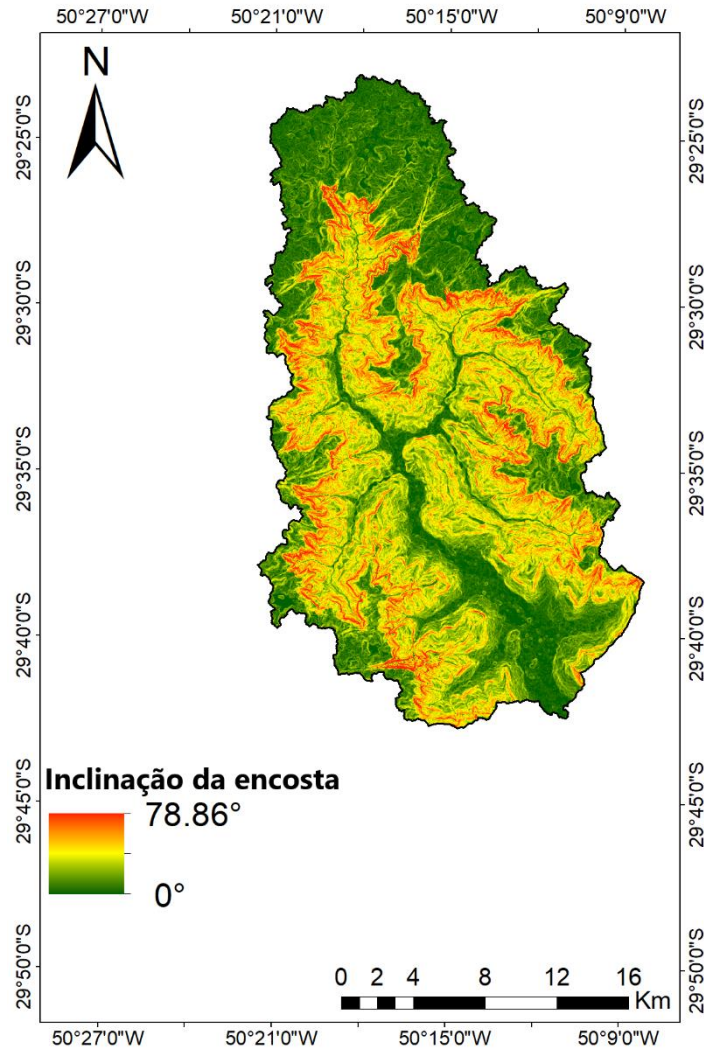 50°27'0"W 50°21'0"W 50°15'0"W 50°9'0"W
N
29°25'0"S 29°25'0"S
29°30'0"S 29°30'0"S
29°35'0"S 29°35'0"S
29°40'0"S 29°40'0"S
29°45'0"S 29°45'0"S
29°50'0"S 29°50'0"S
Inclinação da encosta
78.86°
0°
0 2 4 8 12 16
Km
50°27'0"W 50°21'0"W 50°15'0"W 50°9'0"W